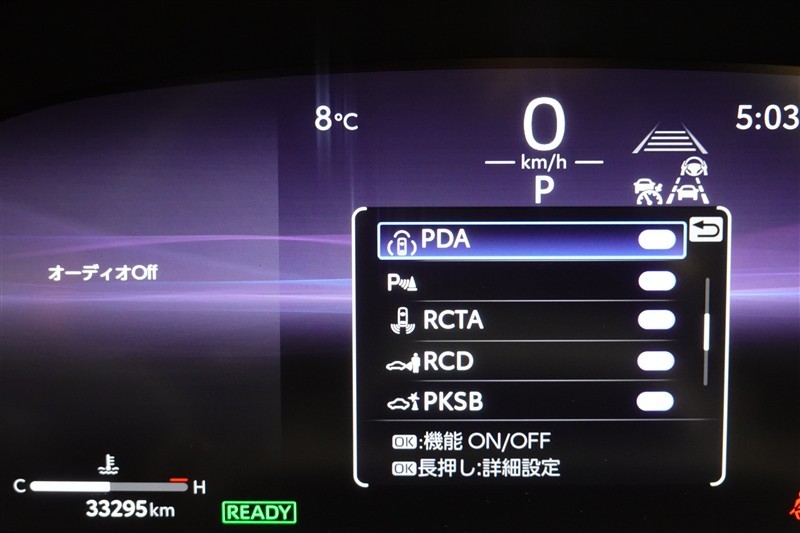 8°C
0
km/h
P
5:03
オーディオOff
PDA
P
RCTA
RCD
PKSB
OK:機能 ON/OFF
OK長押し:詳細設定
C H
33295km
READY